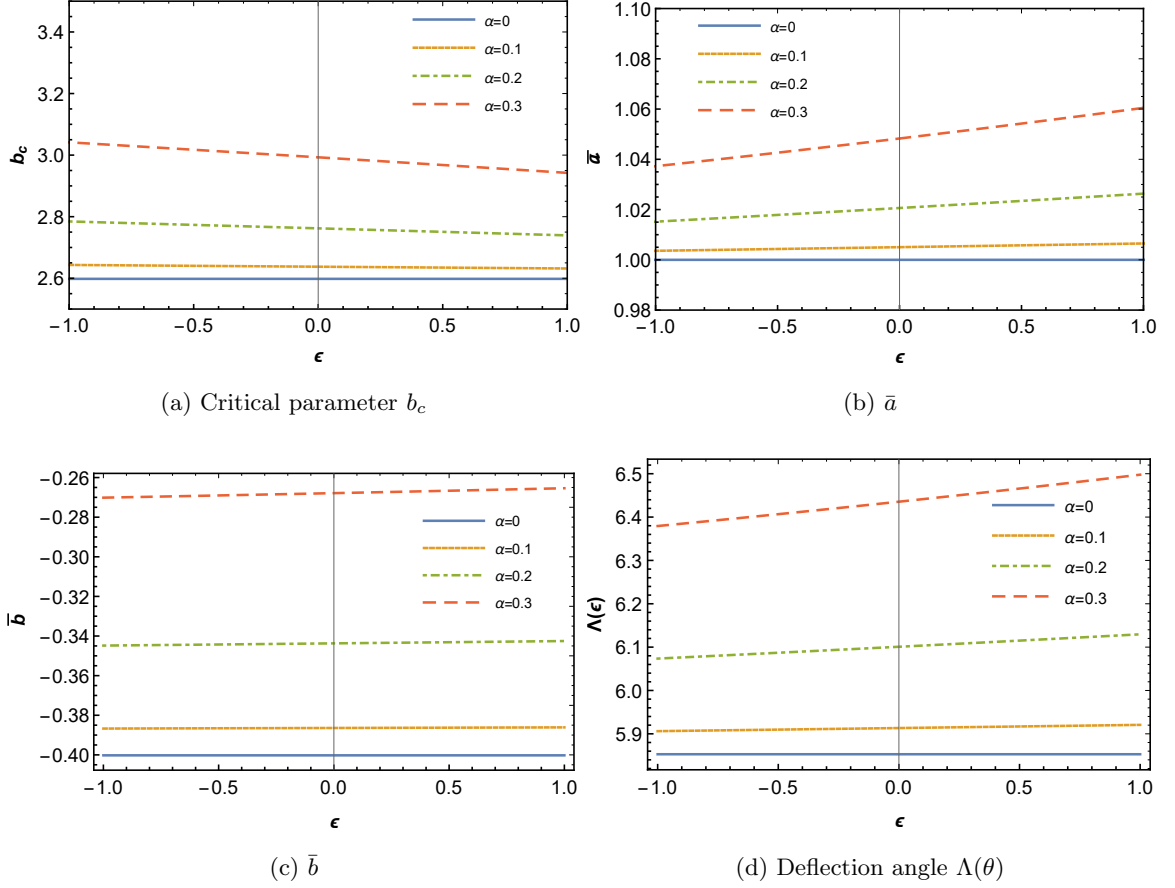 3.4
3.2
3.0
2.8
2.6
b_c
−1.0 −0.5 0.0 0.5 1.0
ϵ
α=0
α=0.1
α=0.2
α=0.3
(a) Critical parameter b_c
1.10
1.08
1.06
1.04
1.02
1.00
0.98
a̅
−1.0 −0.5 0.0 0.5 1.0
ϵ
α=0
α=0.1
α=0.2
α=0.3
(b) ā
−0.26
−0.28
−0.30
−0.32
−0.34
−0.36
−0.38
−0.40
b̅
−1.0 −0.5 0.0 0.5 1.0
ϵ
α=0
α=0.1
α=0.2
α=0.3
(c) b̄
6.5
6.4
6.3
6.2
6.1
6.0
5.9
Λ(ϵ)
−1.0 −0.5 0.0 0.5 1.0
ϵ
α=0
α=0.1
α=0.2
α=0.3
(d) Deflection angle Λ(θ)